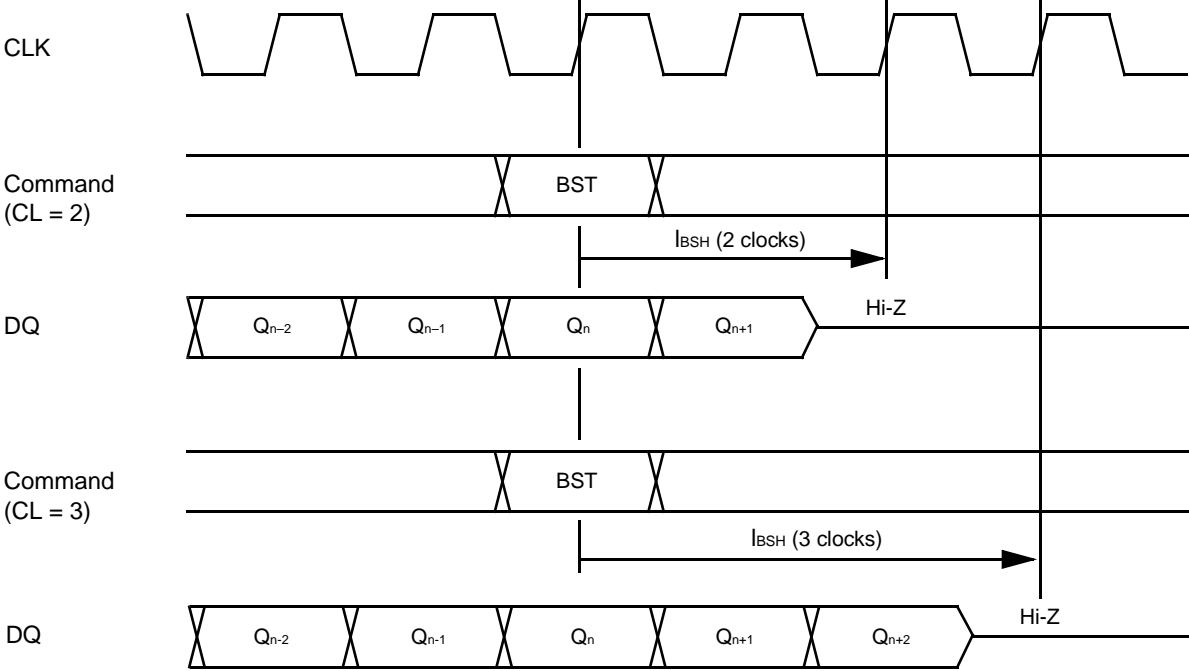 CLK
Command
(CL = 2)
BST
IBSH (2 clocks)
DQ
Qn–2
Qn–1
Qn
Qn+1
Hi-Z
Command
(CL = 3)
BST
IBSH (3 clocks)
DQ
Qn-2
Qn-1
Qn
Qn+1
Qn+2
Hi-Z